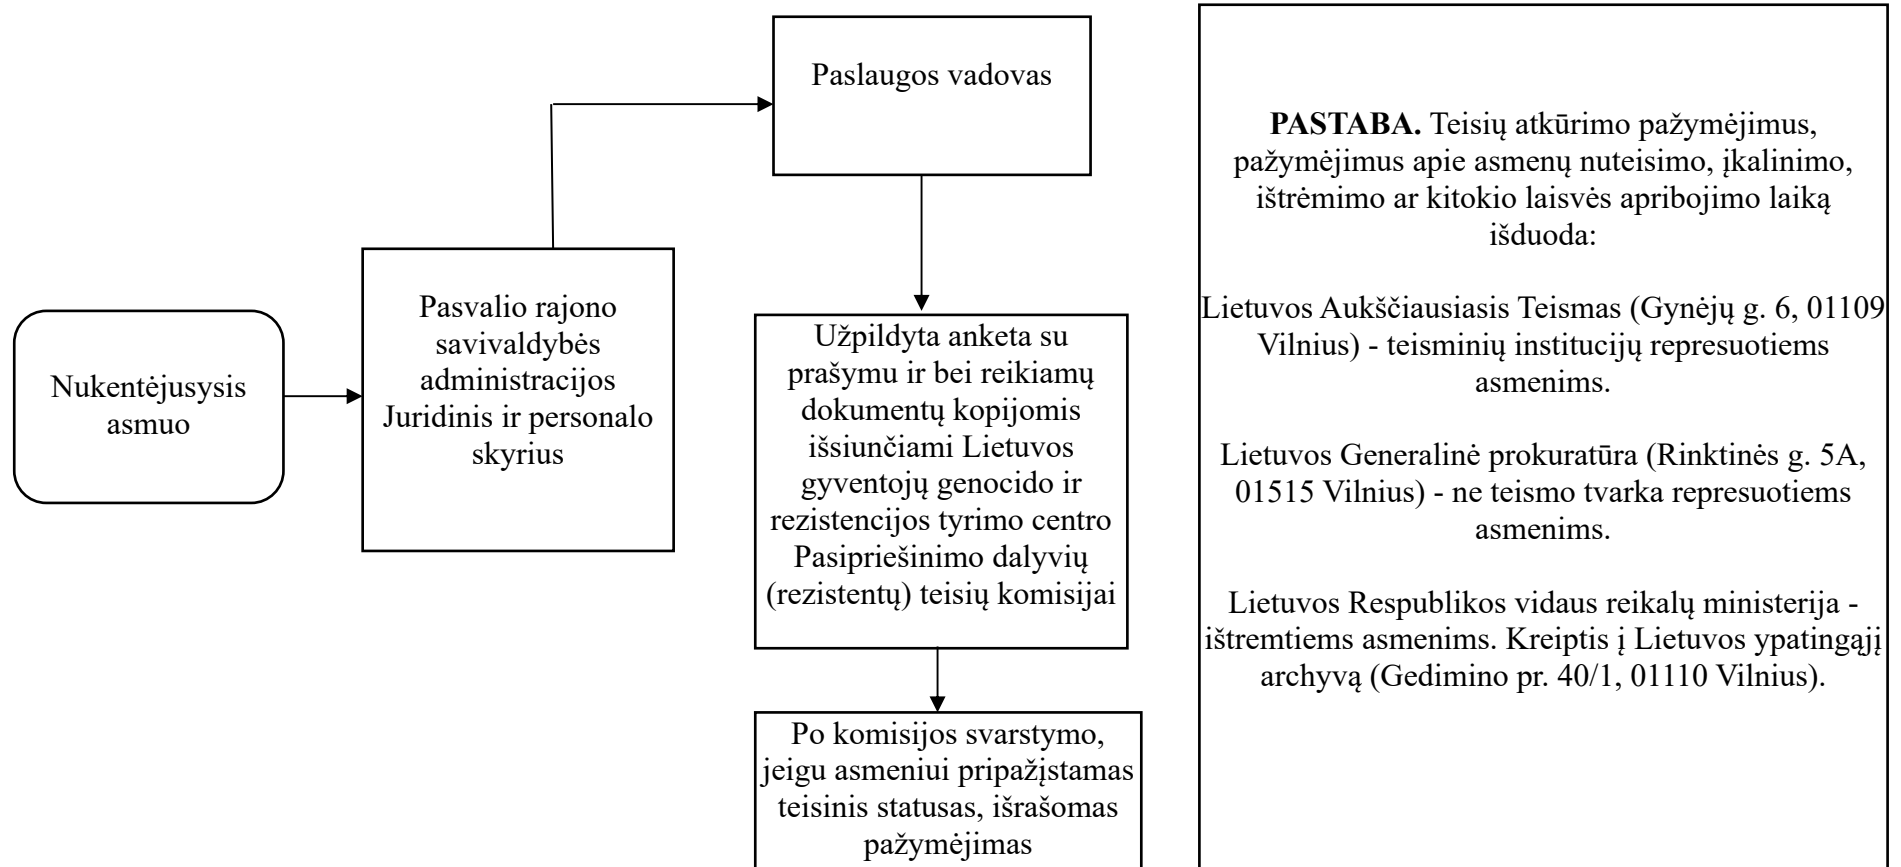 Nukentėjusysis
asmuo
Pasvalio rajono
savivaldybės
administracijos
Juridinis ir personalo
skyrius
Paslaugos vadovas
Užpildyta anketa su
prašymu ir bei reikiamų
dokumentų kopijomis
išsiunčiami Lietuvos
gyventojų genocido ir
rezistencijos tyrimo centro
Pasipriešinimo dalyvių
(rezistentų) teisių komisijai
Po komisijos svarstymo,
jeigu asmeniui pripažįstamas
teisinis statusas, išrašomas
pažymėjimas
PASTABA. Teisių atkūrimo pažymėjimus,
pažymėjimus apie asmenų nuteisimo, įkalinimo,
ištrėmimo ar kitokio laisvės apribojimo laiką
išduoda:
Lietuvos Aukščiausiasis Teismas (Gynėjų g. 6, 01109
Vilnius) - teisminių institucijų represuotiems
asmenims.
Lietuvos Generalinė prokuratūra (Rinktinės g. 5A,
01515 Vilnius) - ne teismo tvarka represuotiems
asmenims.
Lietuvos Respublikos vidaus reikalų ministerija -
ištremtiems asmenims. Kreiptis į Lietuvos ypatingąjį
archyvą (Gedimino pr. 40/1, 01110 Vilnius).